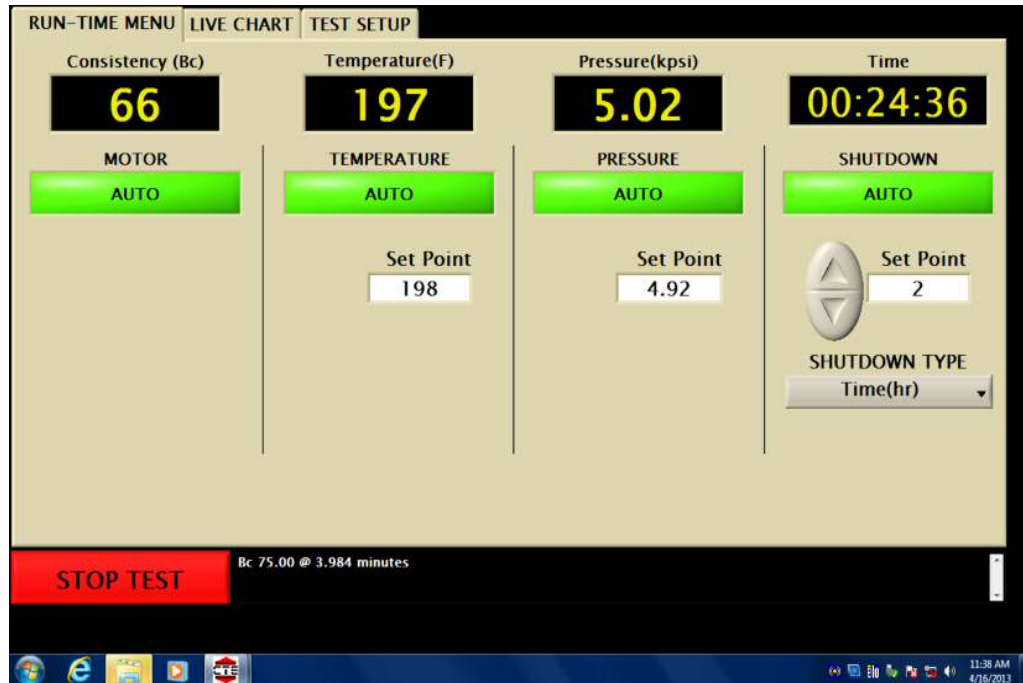 RUN-TIME MENU LIVE CHART TEST SETUP
Consistency (Bc) Temperature(F) Pressure(kpsi) Time
66 197 5.02 00:24:36
MOTOR TEMPERATURE PRESSURE SHUTDOWN
AUTO AUTO AUTO AUTO
Set Point Set Point Set Point
198 4.92 2
SHUTDOWN TYPE
Time(hr)
STOP TEST
Bc 75.00 @ 3.984 minutes
CTE
11:38 AM
4/16/2013